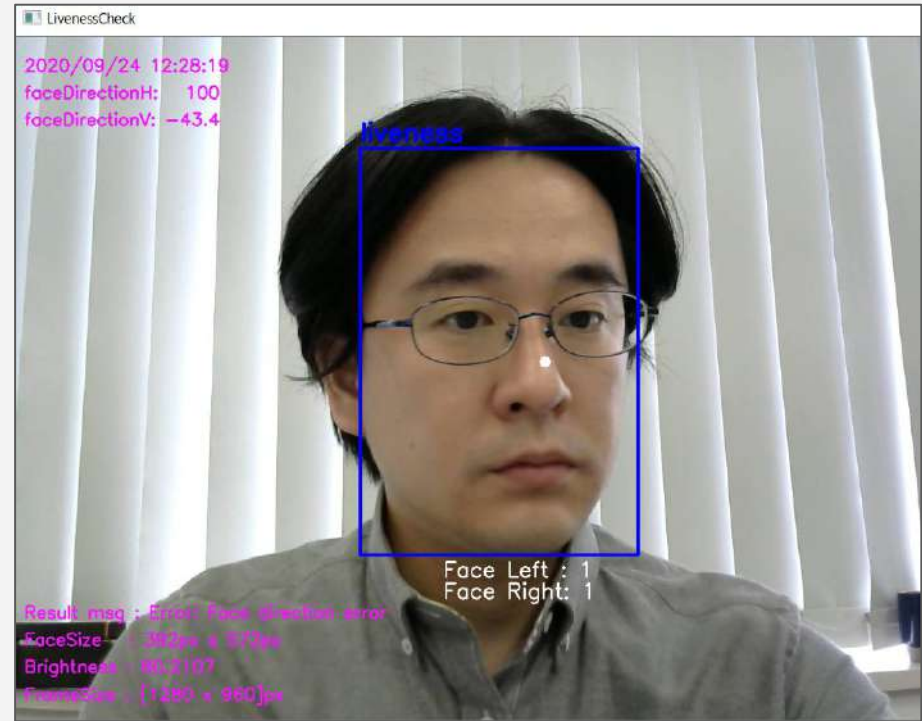 LivenessCheck
2020/09/24 12:28:19
faceDirectionH: 100
faceDirectionV: -43.4
liveness
Face Left : 1
Face Right: 1
Result msg : Error: Face direction error
FaceSize : 382px x 572px
Brightness : 80.2107
FrameSize : [1280 x 960]px